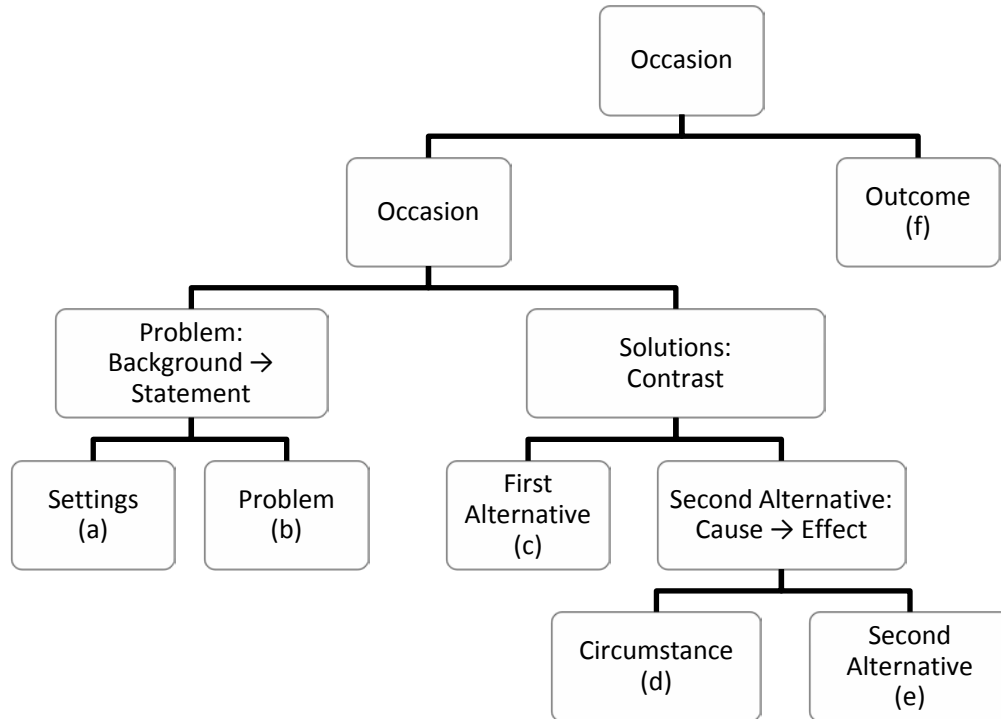 Occasion
Occasion
Outcome
(f)
Problem:
Background →
Statement
Solutions:
Contrast
Settings
(a)
Problem
(b)
First
Alternative
(c)
Second Alternative:
Cause → Effect
Circumstance
(d)
Second
Alternative
(e)